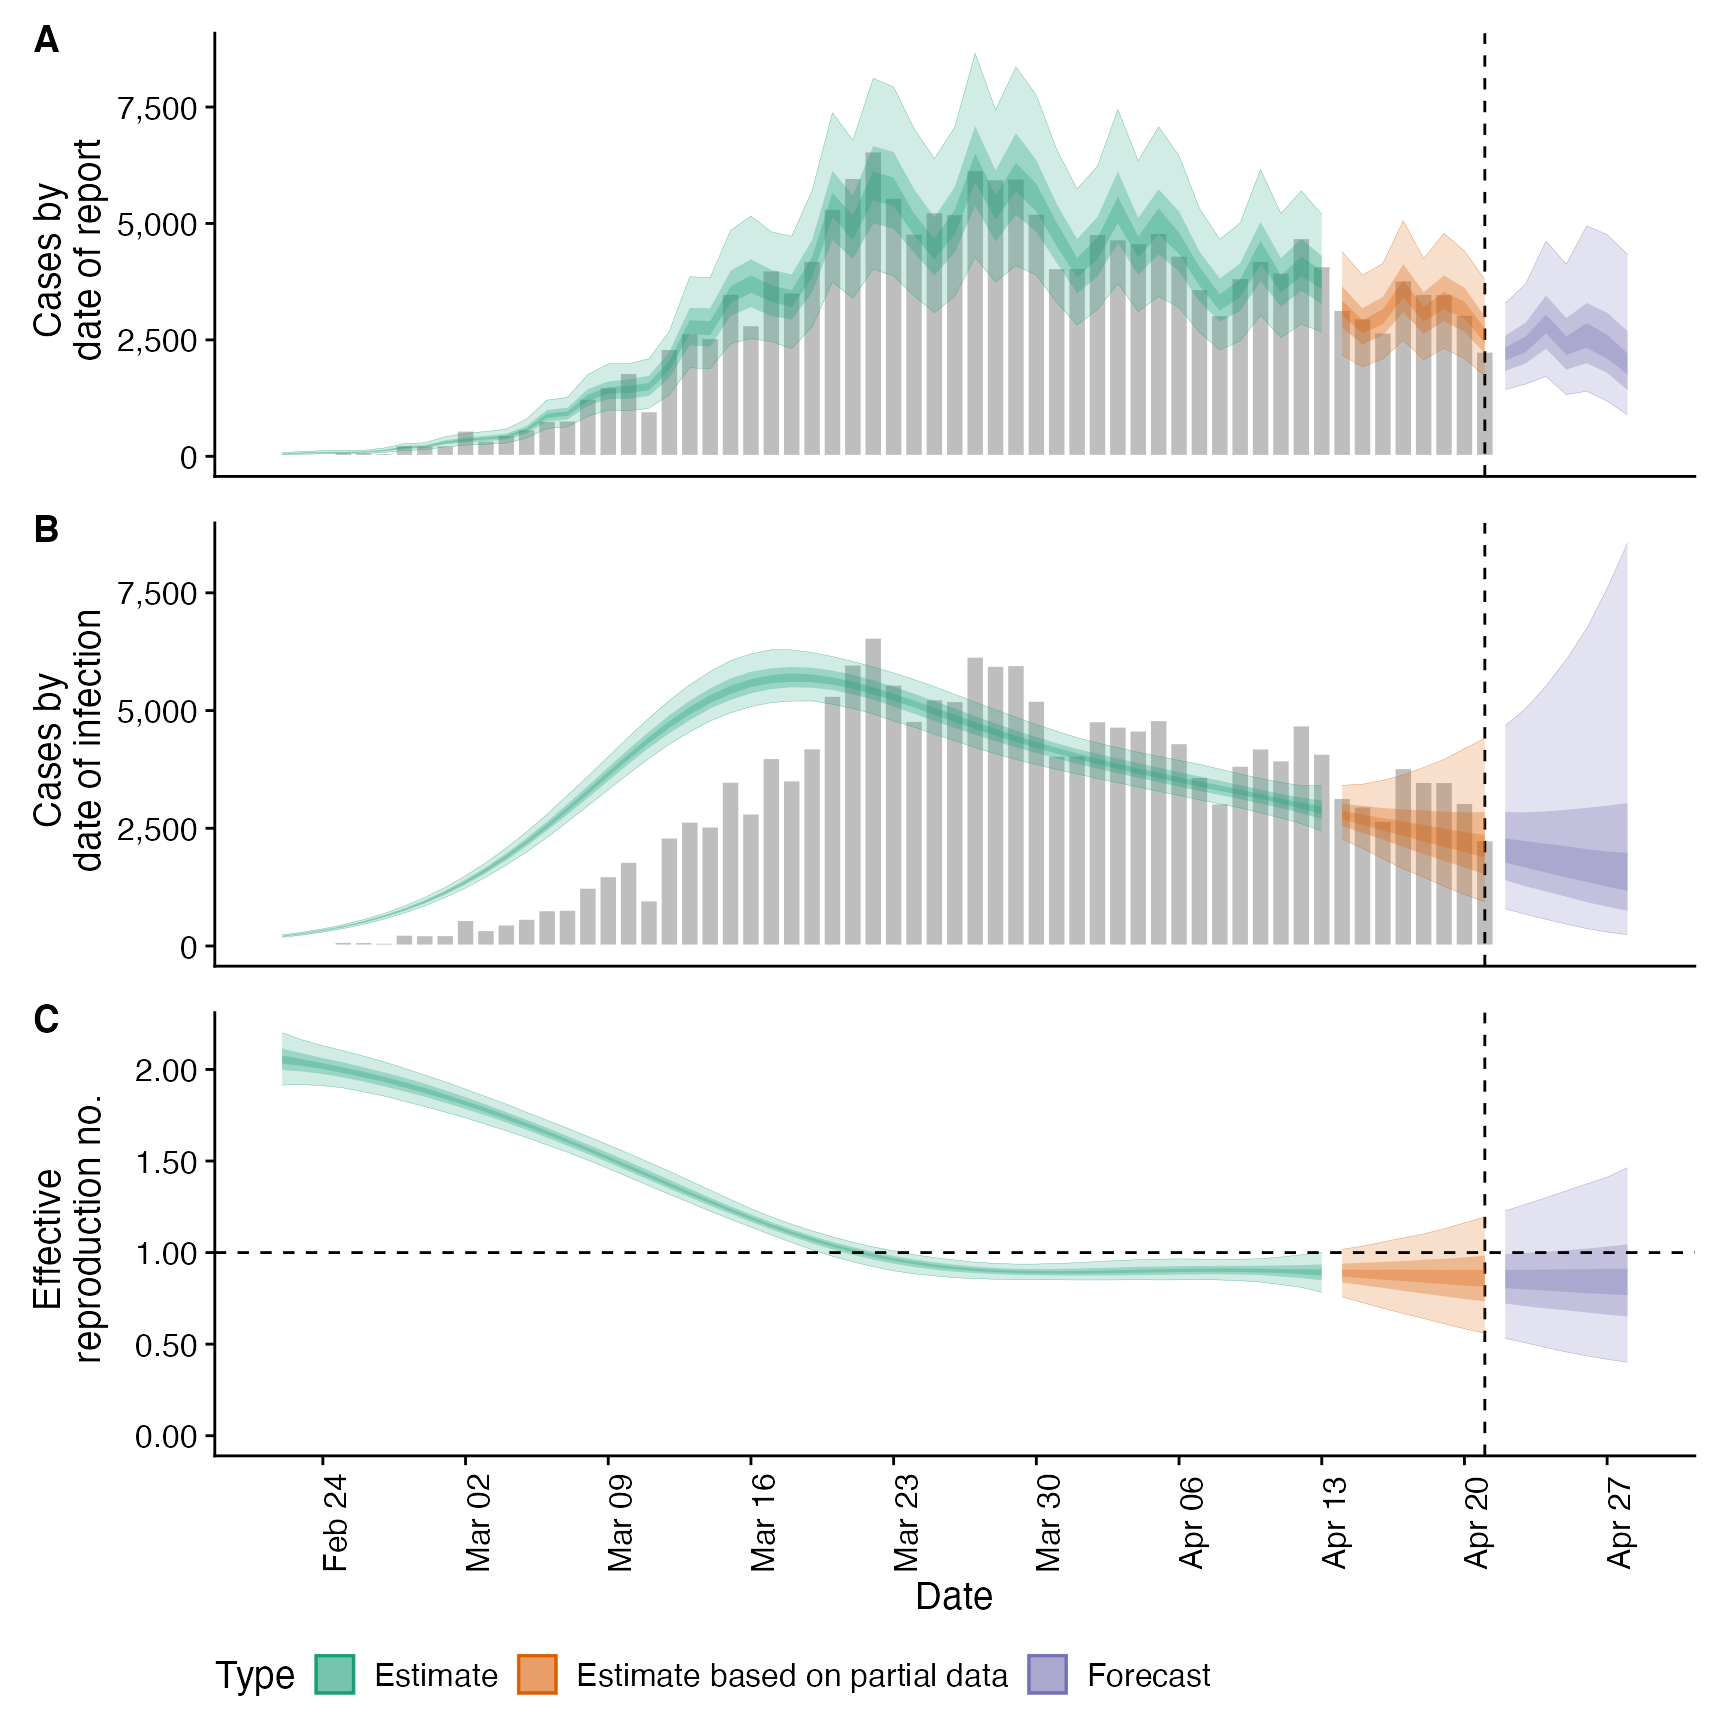 A
Cases by
date of report
7,500
5,000
2,500
0
B
Cases by
date of infection
7,500
5,000
2,500
0
C
Effective
reproduction no.
2.00
1.50
1.00
0.50
0.00
Feb 24
Mar 02
Mar 09
Mar 16
Mar 23
Mar 30
Apr 06
Apr 13
Apr 20
Apr 27
Date
Type Estimate Estimate based on partial data Forecast